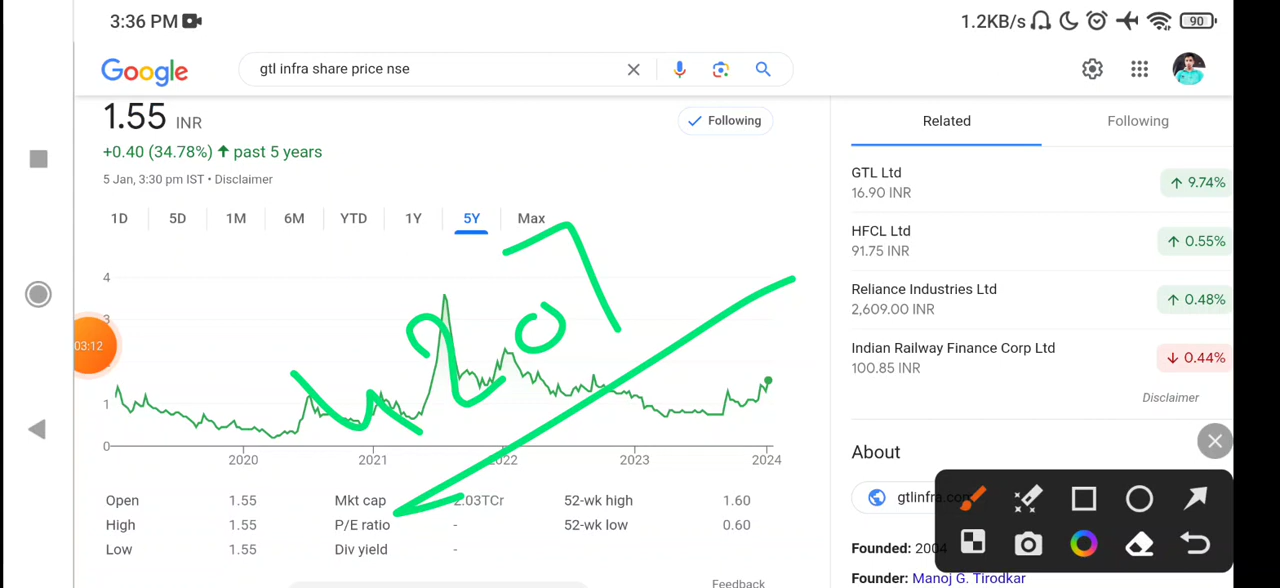 3:36 PM
1.2KB/s
90
Google
gtl infra share price nse
1.55 INR
Following
+0.40 (34.78%) ↑ past 5 years
5 Jan, 3:30 pm IST • Disclaimer
1D 5D 1M 6M YTD 1Y 5Y Max
4
3
1
0
2020 2021 2022 2023 2024
03:12
Open 1.55 Mkt cap 2.03TCr 52-wk high 1.60
High 1.55 P/E ratio - 52-wk low 0.60
Low 1.55 Div yield -
Feedback
Related Following
GTL Ltd
16.90 INR
↑ 9.74%
HFCL Ltd
91.75 INR
↑ 0.55%
Reliance Industries Ltd
2,609.00 INR
↑ 0.48%
Indian Railway Finance Corp Ltd
100.85 INR
↓ 0.44%
Disclaimer
About
gtlinfra.com
Founded: 2004
Founder: Manoj G. Tirodkar